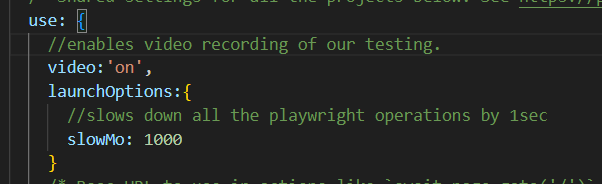 use: {
//enables video recording of our testing.
video:'on',
launchOptions:{
//slows down all the playwright operations by 1sec
slowMo: 1000
}